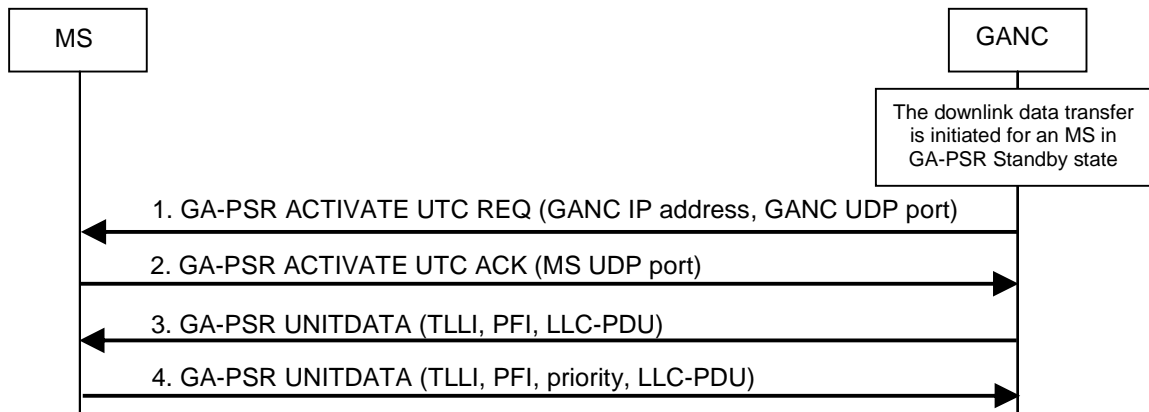 MS
GANC
The downlink data transfer
is initiated for an MS in
GA-PSR Standby state
1. GA-PSR ACTIVATE UTC REQ (GANC IP address, GANC UDP port)
2. GA-PSR ACTIVATE UTC ACK (MS UDP port)
3. GA-PSR UNITDATA (TLLI, PFI, LLC-PDU)
4. GA-PSR UNITDATA (TLLI, PFI, priority, LLC-PDU)